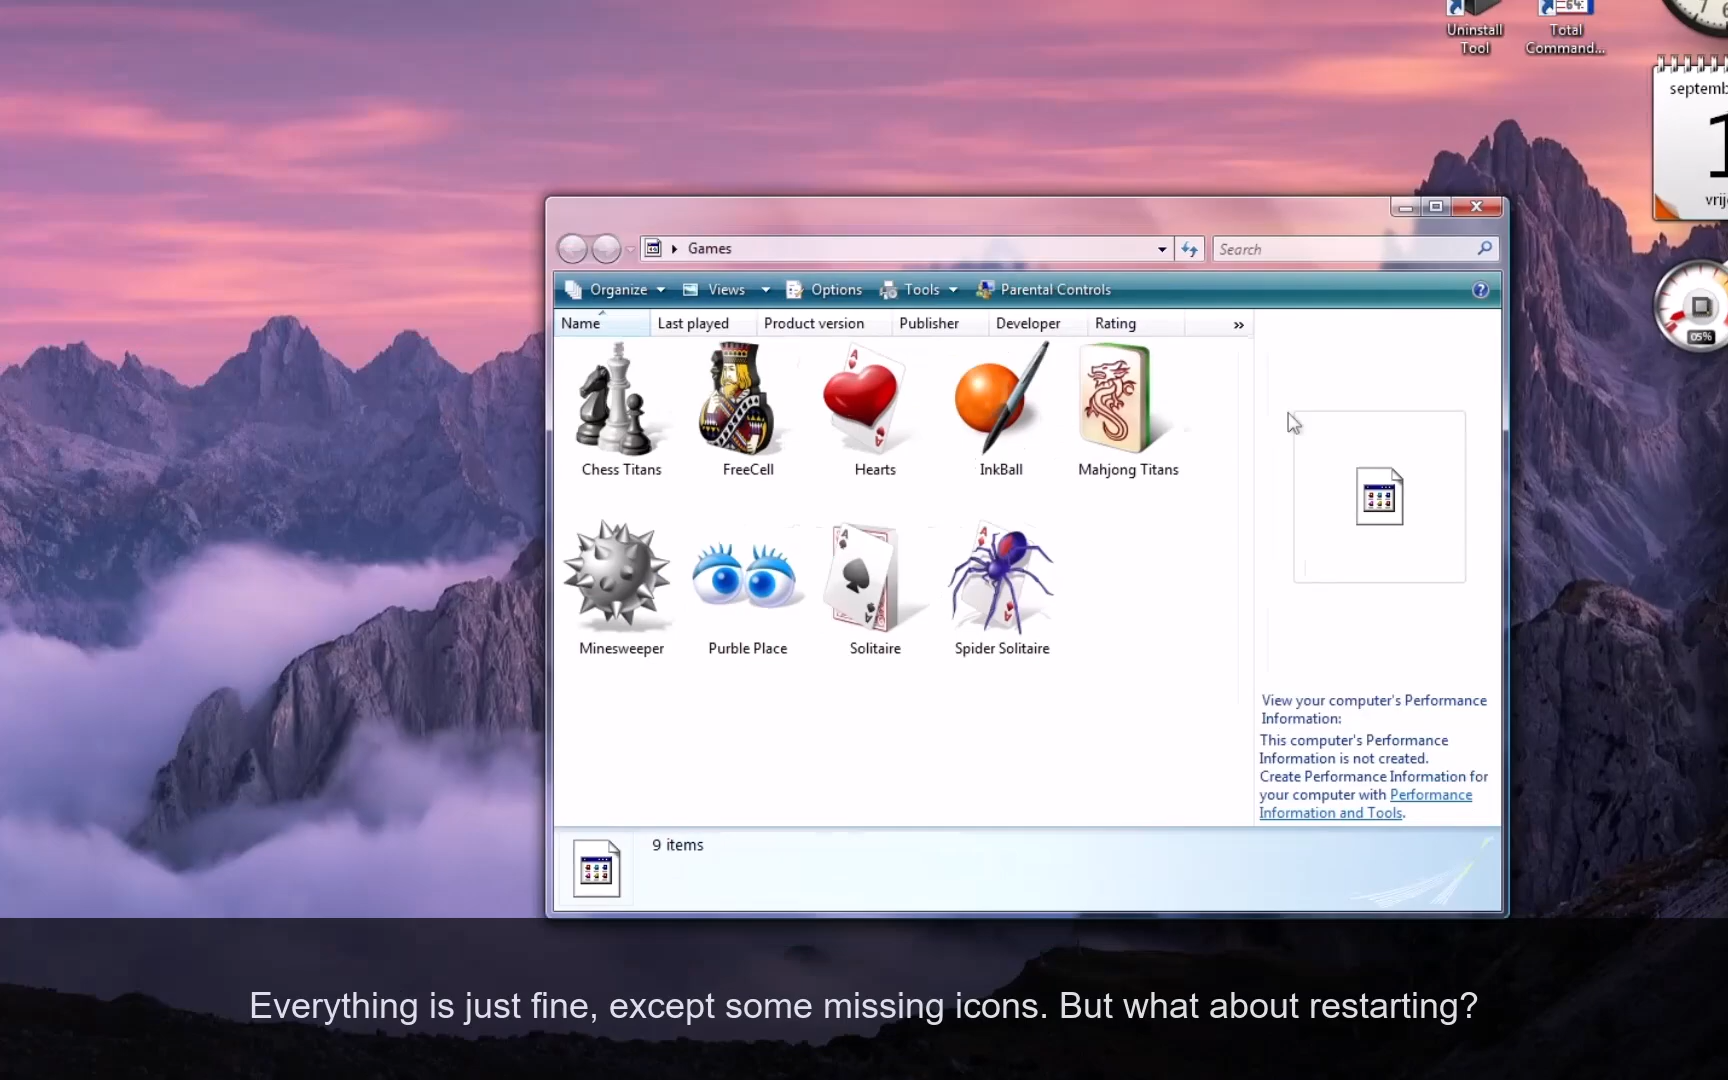 Uninstall
Tool
Total
Command...
septemb
1
vrij
Games
Search
Organize
Views
Options
Tools
Parental Controls
Name
Last played
Product version
Publisher
Developer
Rating
»
Chess Titans
FreeCell
Hearts
InkBall
Mahjong Titans
05%
Minesweeper
Purble Place
Solitaire
Spider Solitaire
View your computer's Performance
Information:
This computer's Performance
Information is not created.
Create Performance Information for
your computer with Performance
Information and Tools.
9 items
Everything is just fine, except some missing icons. But what about restarting?